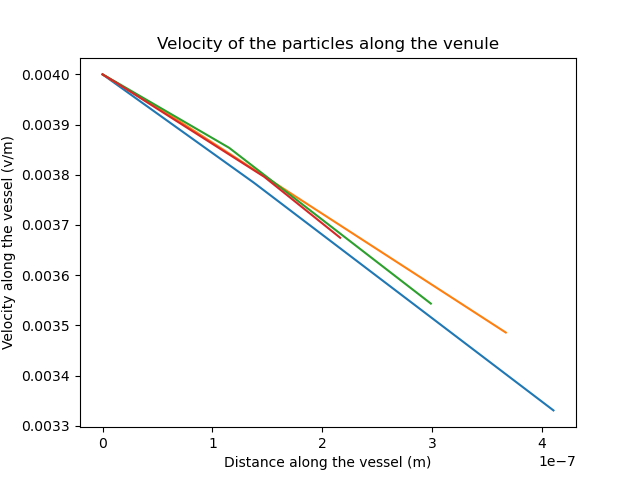 Velocity of the particles along the venule
0.0040
0.0039
0.0038
0.0037
0.0036
0.0035
0.0034
0.0033
Velocity along the vessel (v/m)
0 1 2 3 4
1e−7
Distance along the vessel (m)